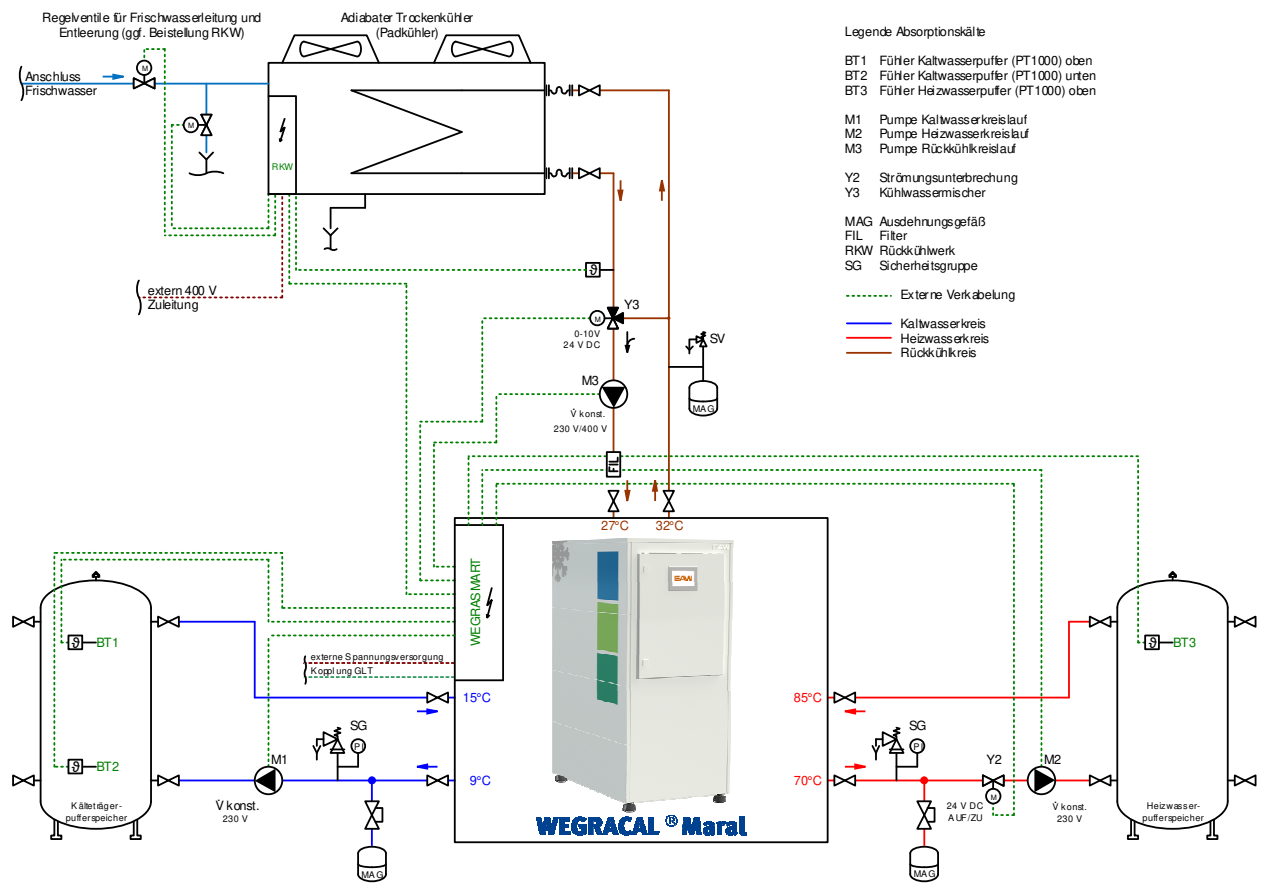 Regelventile für Frischwasserleitung und
Entleerung (ggf. Beistellung RKW)
Adiabater Trockenkühler
(Padkühler)
Anschluss
Frischwasser
M
M
RKW
extern 400 V
Zuleitung
Legende Absorptionskälte
BT1 Fühler Kaltwasserpuffer (PT1000) oben
BT2 Fühler Kaltwasserpuffer (PT1000) unten
BT3 Fühler Heizwasserpuffer (PT1000) oben
M1 Pumpe Kaltwasserkreislauf
M2 Pumpe Heizwasserkreislauf
M3 Pumpe Rückkühlkreislauf
Y2 Strömungsunterbrechung
Y3 Kühlwassermischer
MAG Ausdehnungsgefäß
FIL Filter
RKW Rückkühlwerk
SG Sicherheitsgruppe
Externe Verkabelung
Kaltwasserkreis
Heizwasserkreis
Rückkühlkreis
ϑ
Y3
M
0-10V
24 V DC
SV
MAG
M3
V̇ konst.
230 V/400 V
FIL
27°C
32°C
WEGRASMART
EAW
externe Spannungsversorgung
Kopplung GLT
ϑ BT1
ϑ BT2
Kälteträger-
pufferspeicher
15°C
9°C
M1
V̇ konst.
230 V
SG
PI
MAG
WEGRACAL ® Maral
85°C
70°C
SG
PI
MAG
Y2
M
24 V DC
AUF/ZU
M2
V̇ konst.
230 V
ϑ BT3
Heizwasser-
pufferspeicher